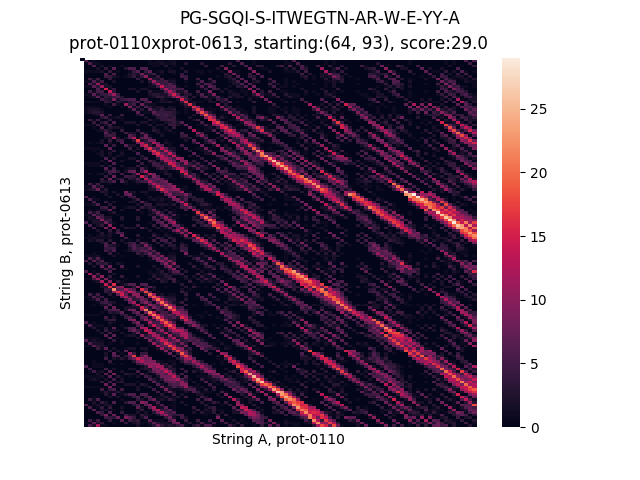 PG-SGQI-S-ITWEGTN-AR-W-E-YY-A
prot-0110xprot-0613, starting:(64, 93), score:29.0
25
20
15
10
5
0
String B, prot-0613
String A, prot-0110